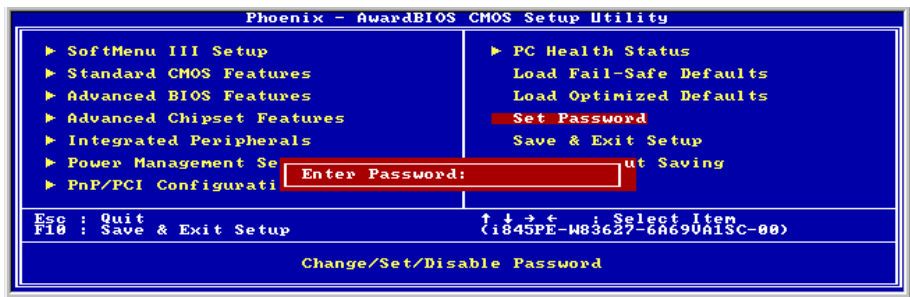 Phoenix - AwardBIOS CMOS Setup Utility
▶ SoftMenu III Setup
▶ Standard CMOS Features
▶ Advanced BIOS Features
▶ Advanced Chipset Features
▶ Integrated Peripherals
▶ Power Management Se
▶ PnP/PCI Configurati
▶ PC Health Status
Load Fail-Safe Defaults
Load Optimized Defaults
Set Password
Save & Exit Setup
ut Saving
Enter Password:
Esc : Quit
F10 : Save & Exit Setup
↑ ↓ → ← : Select Item
(i845PE-W83627-6A69VA1SC-00)
Change/Set/Disable Password